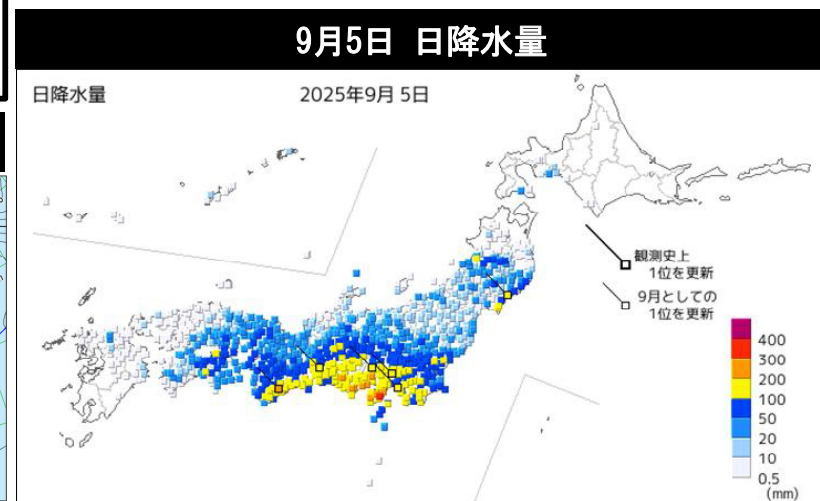 9月5日 日降水量
日降水量
2025年9月 5日
観測史上
1位を更新
9月としての
1位を更新
400
300
200
100
50
20
10
0.5
(mm)